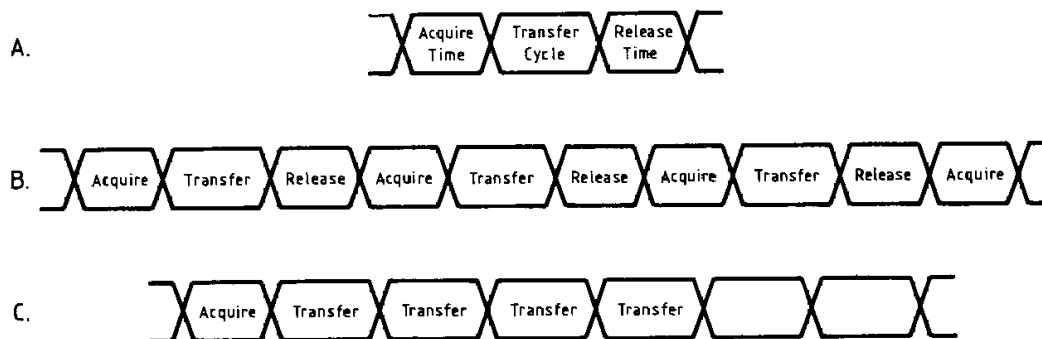 A.
Acquire Time
Transfer Cycle
Release Time
B.
Acquire Transfer Release Acquire Transfer Release Acquire Transfer Release Acquire
C.
Acquire Transfer Transfer Transfer Transfer